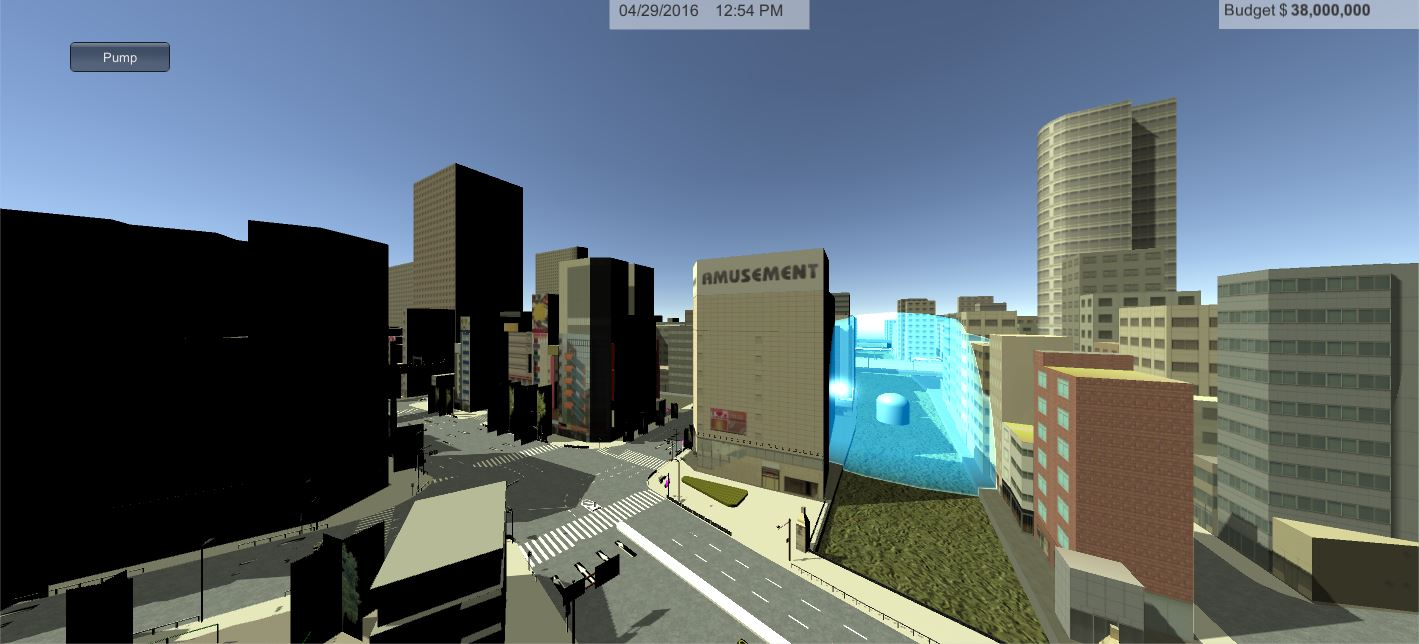 04/29/2016 12:54 PM
Budget $ 38,000,000
Pump
AMUSEMENT